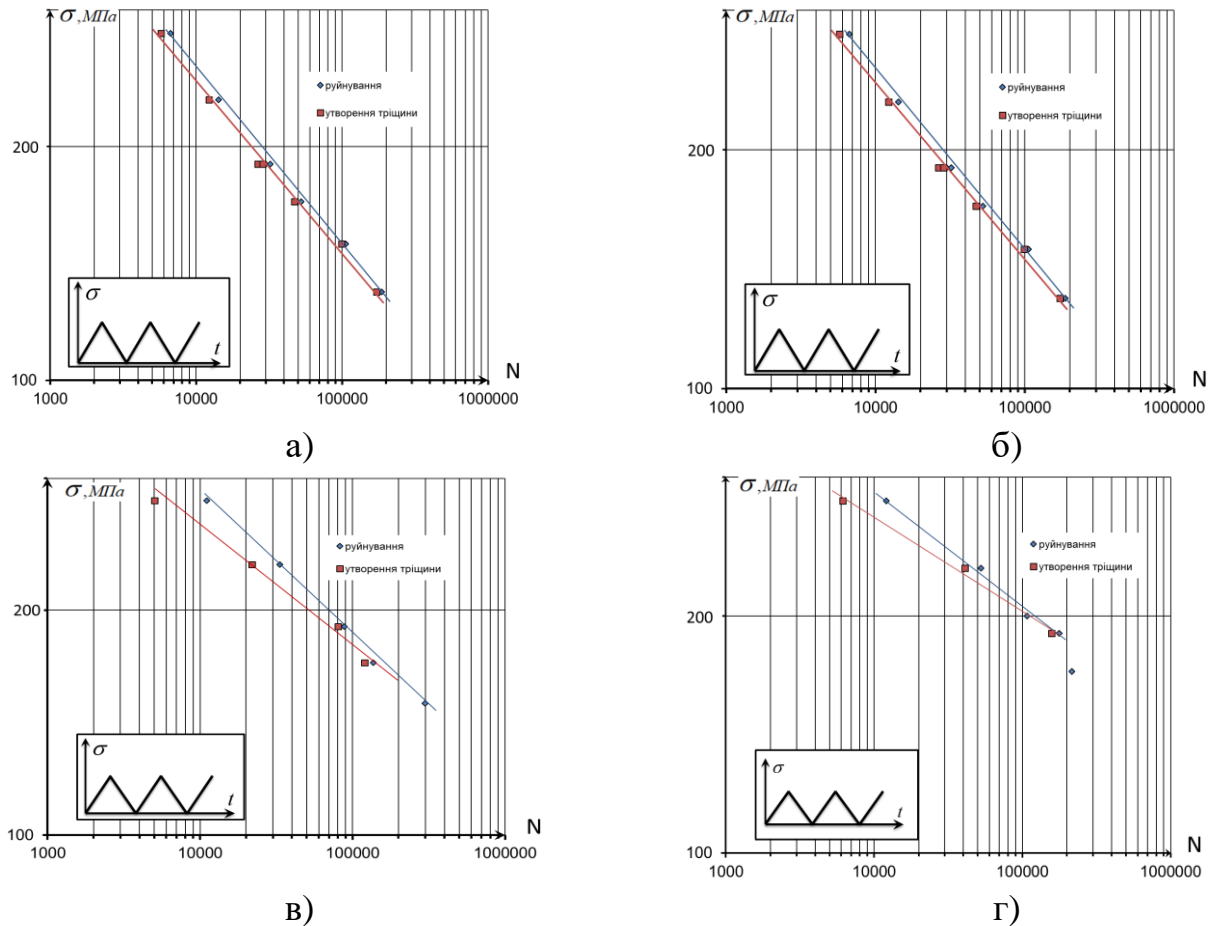 σ, МПа
руйнування
утворення тріщини
200
σ
t
100
N
1000
10000
100000
1000000
а)
σ, МПа
руйнування
утворення тріщини
200
σ
t
100
N
1000
10000
100000
1000000
б)
σ, МПа
руйнування
утворення тріщини
200
σ
t
100
N
1000
10000
100000
1000000
в)
σ, МПа
руйнування
утворення тріщини
200
σ
t
100
N
1000
10000
100000
1000000
г)